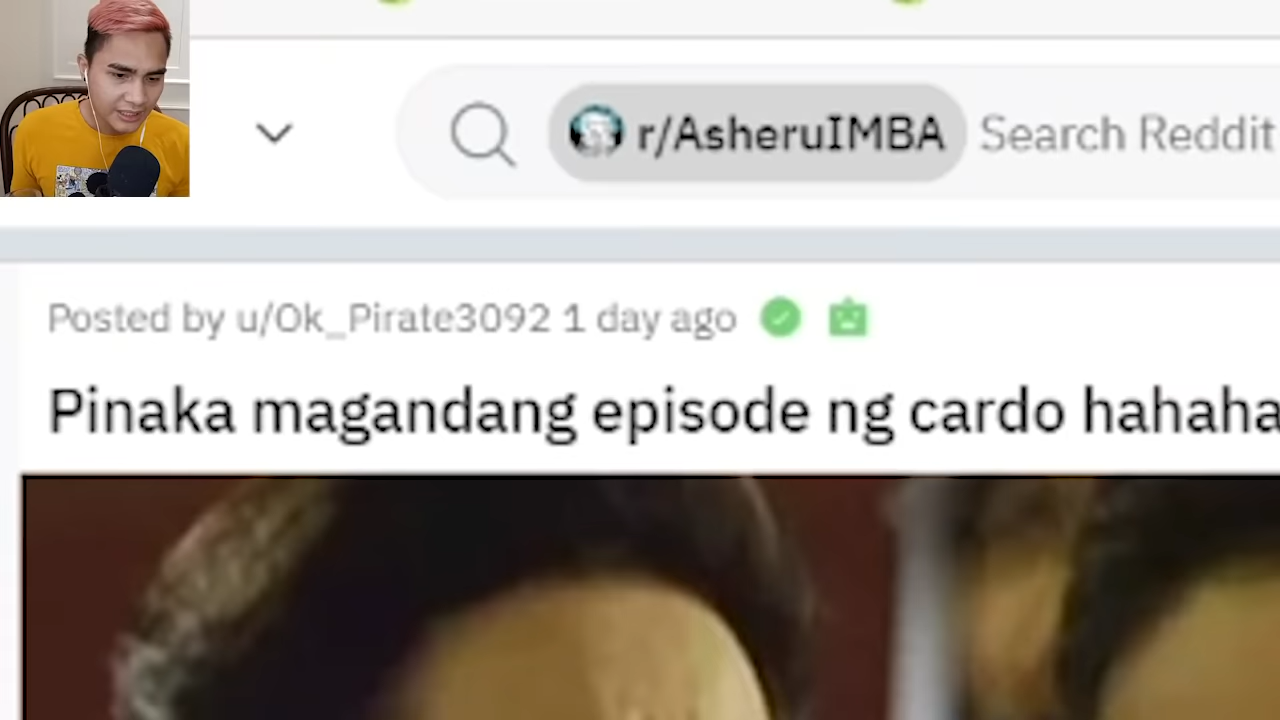 r/AsheruIMBA Search Reddit
Posted by u/Ok_Pirate3092 1 day ago
Pinaka magandang episode ng cardo hahaha